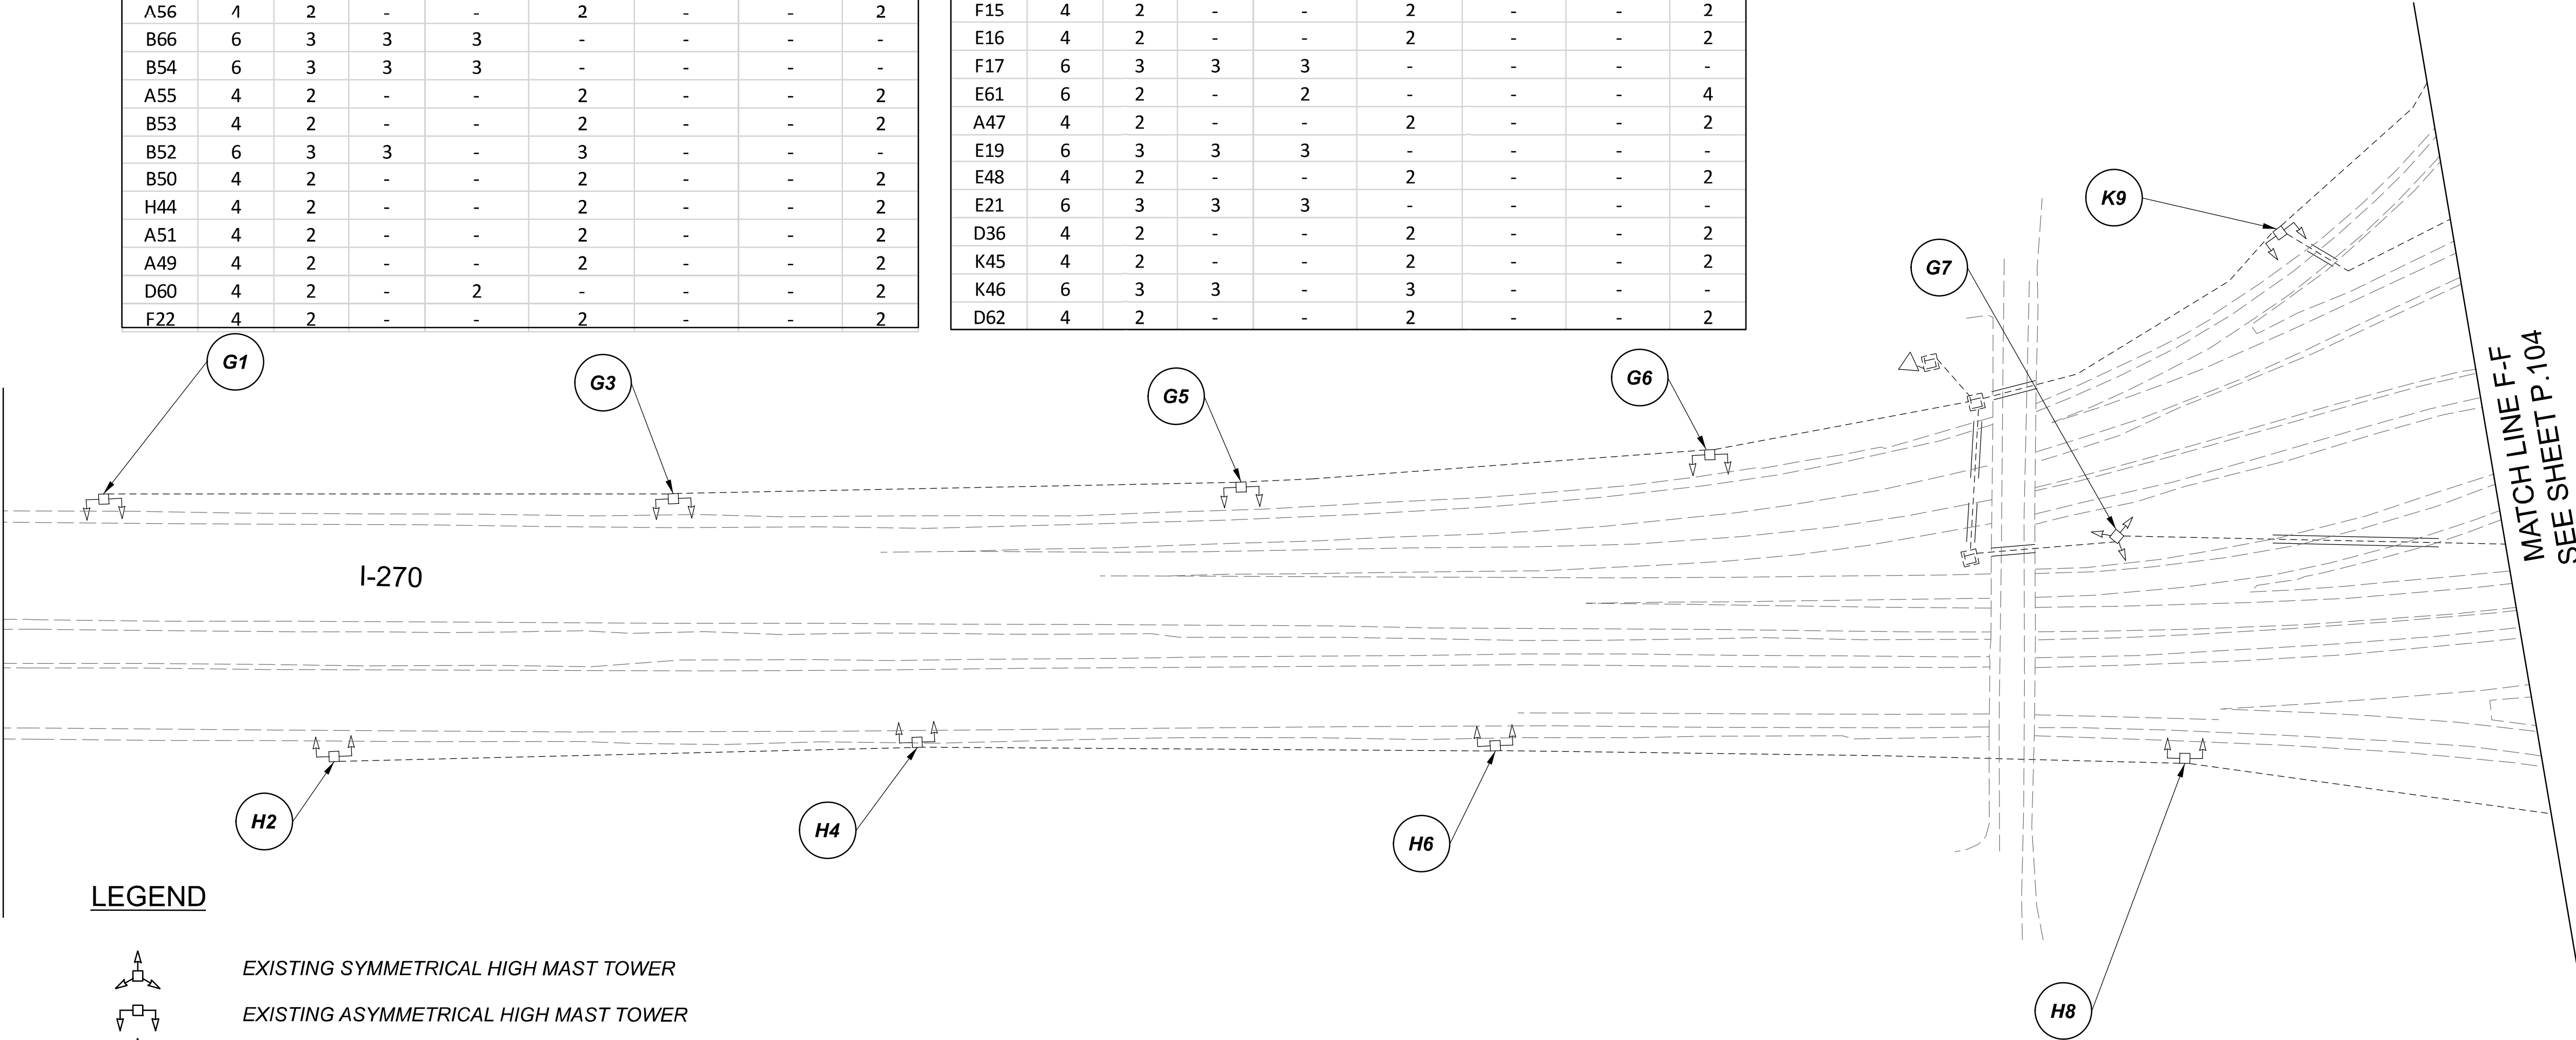 A56 4 2 - - 2 - - 2
B66 6 3 3 3 - - - -
B54 6 3 3 3 - - - -
A55 4 2 - - 2 - - 2
B53 4 2 - - 2 - - 2
B52 6 3 3 - 3 - - -
B50 4 2 - - 2 - - 2
H44 4 2 - - 2 - - 2
A51 4 2 - - 2 - - 2
A49 4 2 - - 2 - - 2
D60 4 2 - 2 - - - 2
F22 4 2 - - 2 - - 2
F15 4 2 - - 2 - - 2
E16 4 2 - - 2 - - 2
F17 6 3 3 3 - - - -
E61 6 2 - 2 - - - 4
A47 4 2 - - 2 - - 2
E19 6 3 3 3 - - - -
E48 4 2 - - 2 - - 2
E21 6 3 3 3 - - - -
D36 4 2 - - 2 - - 2
K45 4 2 - - 2 - - 2
K46 6 3 3 - 3 - - -
D62 4 2 - - 2 - - 2
K9
G7
G1
G3
G5
G6
MATCH LINE F-F
SEE SHEET P.104
I-270
H2
H4
H6
H8
LEGEND
EXISTING SYMMETRICAL HIGH MAST TOWER
EXISTING ASYMMETRICAL HIGH MAST TOWER